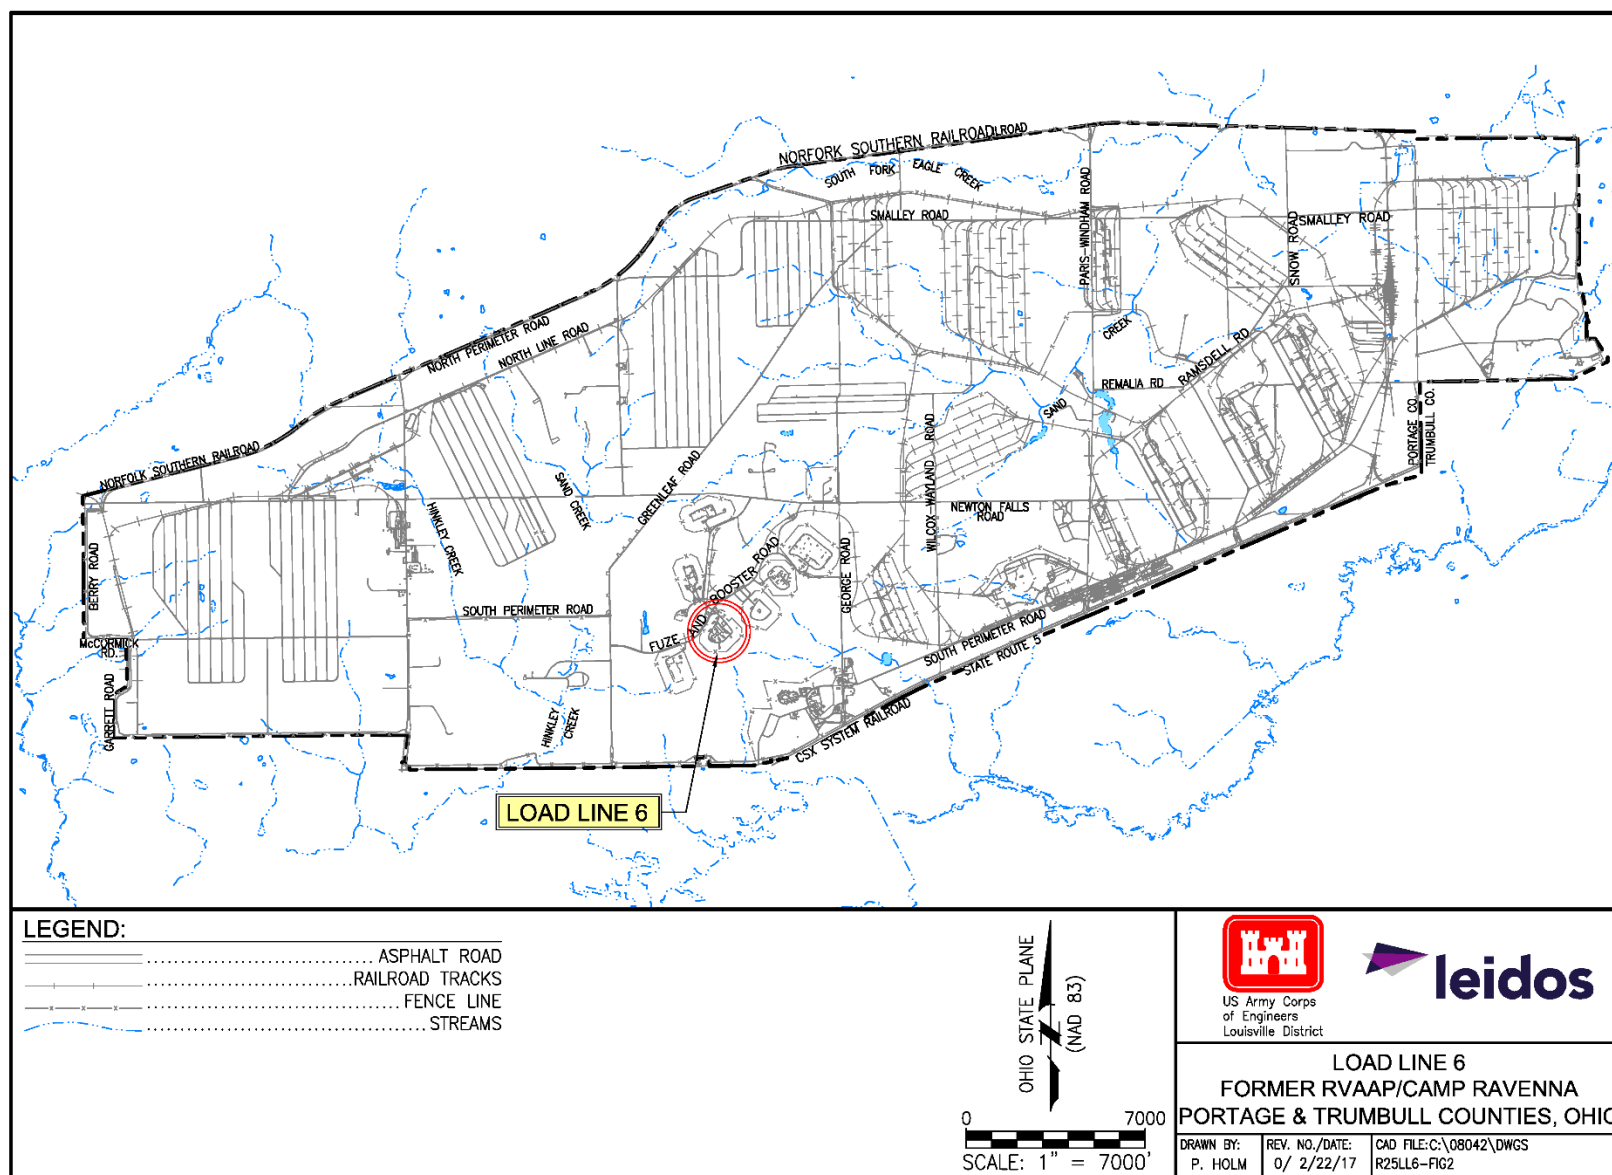 NORFORK SOUTHERN RAILROADLROAD
SOUTH FORK EAGLE CREEK
SMALLEY ROAD
PARIS-WINDHAM ROAD
SNOW ROAD
SMALLEY ROAD
NORTH PERIMETER ROAD
NORTH LINE ROAD
CREEK
RAMSDELL RD
REMALIA RD
SAND
PORTAGE CO.
TRUMBULL CO.
NORFOLK SOUTHERN RAILROAD
HINKLEY CREEK
SAND CREEK
GREENLEAF ROAD
WILCOX-WAYLAND ROAD
NEWTON FALLS
ROAD
BERRY ROAD
SOUTH PERIMETER ROAD
FUZE AND BOOSTER ROAD
GEORGE ROAD
McCORMICK
RD.
GARRETT ROAD
SOUTH PERIMETER ROAD
STATE ROUTE 5
CSX SYSTEM RAILROAD
HINKLEY
CREEK
LOAD LINE 6
LEGEND:
ASPHALT ROAD
RAILROAD TRACKS
FENCE LINE
STREAMS
OHIO STATE PLANE
(NAD 83)
N
0 7000
SCALE: 1" = 7000'
US Army Corps
of Engineers
Louisville District
leidos
LOAD LINE 6
FORMER RVAAP/CAMP RAVENNA
PORTAGE & TRUMBULL COUNTIES, OHIO
DRAWN BY:
P. HOLM
REV. NO./DATE:
0/ 2/22/17
CAD FILE:C:\08042\DWGS
R25LL6-FIG2